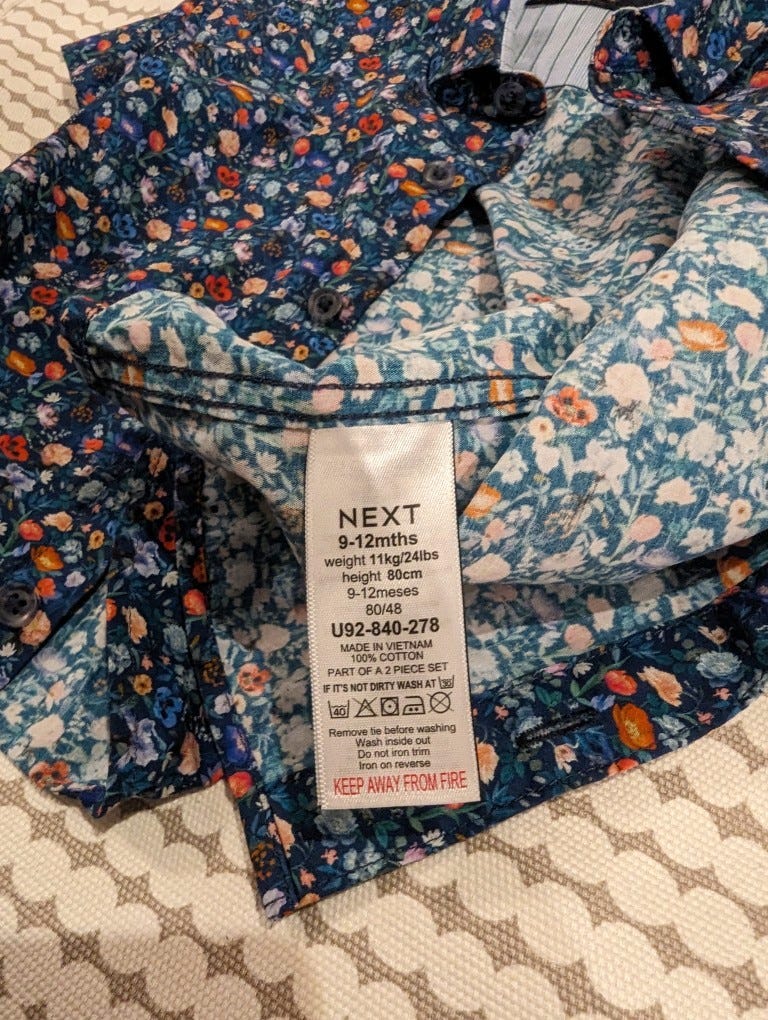 NEXT
9-12mths
weight 11kg/24lbs
height 80cm
9-12meses
80/48
U92-840-278
MADE IN VIETNAM
100% COTTON
PART OF A 2 PIECE SET
IF IT'S NOT DIRTY WASH AT 30
40
Remove tie before washing
Wash inside out
Do not iron trim
Iron on reverse
KEEP AWAY FROM FIRE